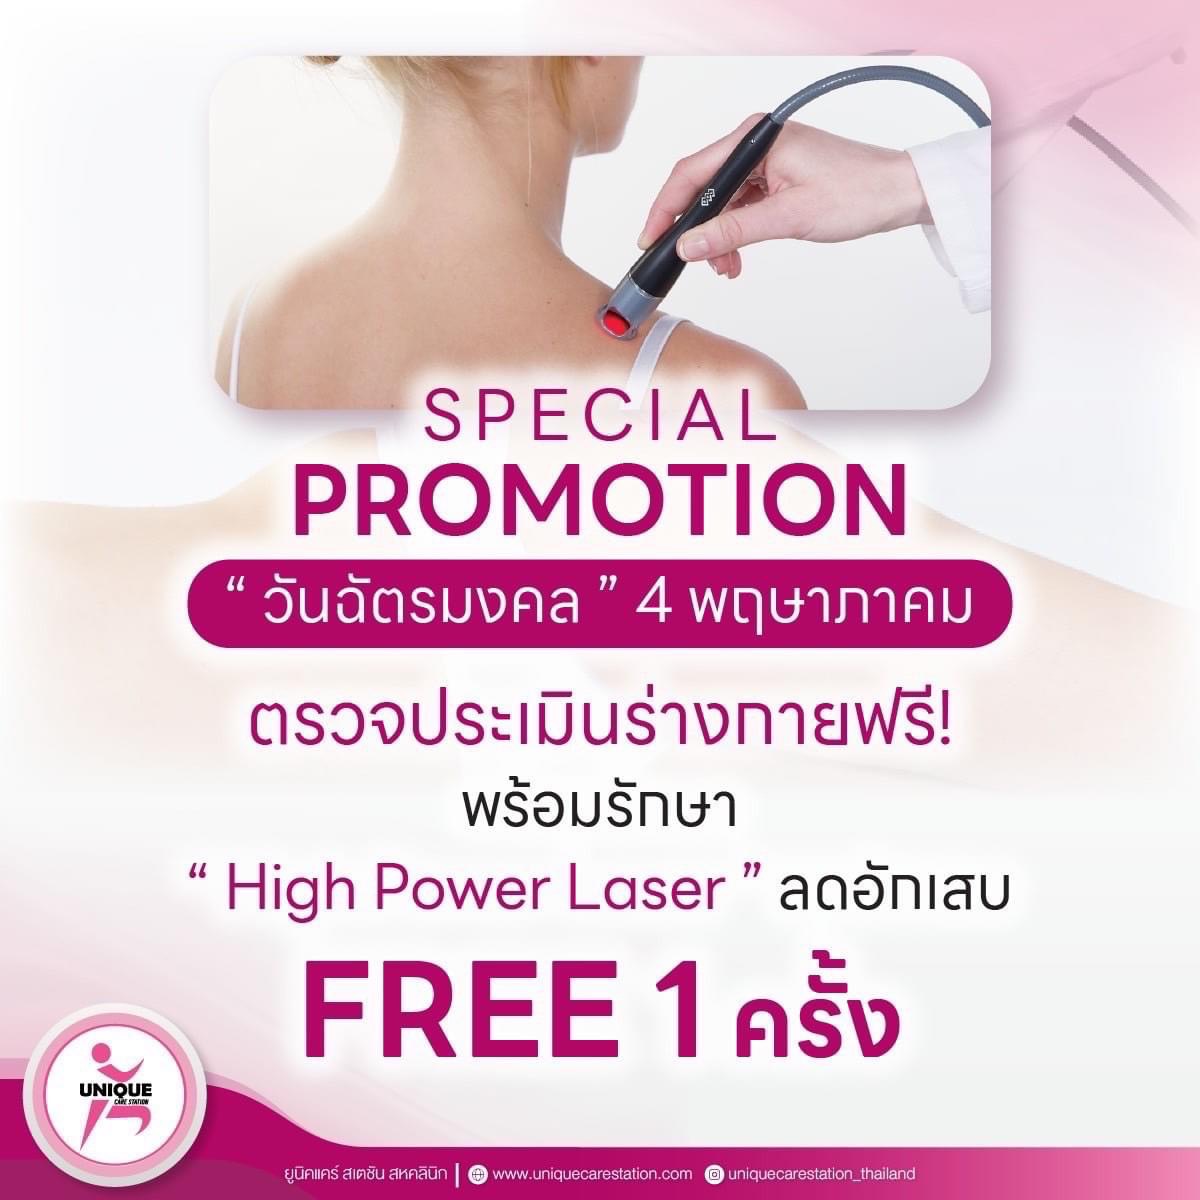 SPECIAL
PROMOTION
“ วันฉัตรมงคล ” 4 พฤษภาคม
ตรวจประเมินร่างกายฟรี!
พร้อมรักษา
“ High Power Laser ” ลดอักเสบ
FREE 1 ครั้ง
UNIQUE
CARE STATION
ยูนิคแคร์ สเตชัน สหคลินิก | www.uniquecarestation.com uniquecarestation_thailand